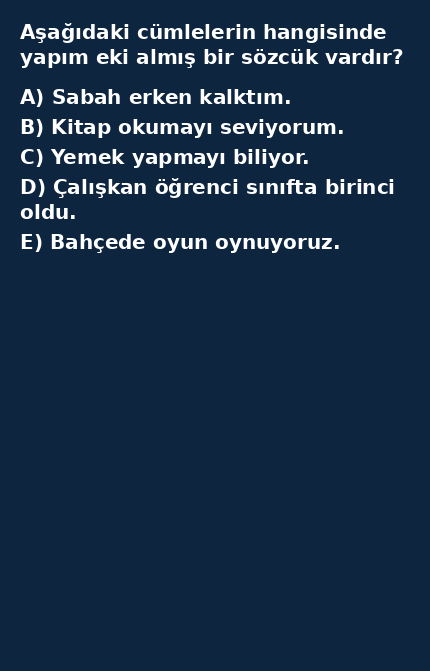 Aşağıdaki cümlelerin hangisinde
yapım eki almış bir sözcük vardır?
A) Sabah erken kalktım.
B) Kitap okumayı seviyorum.
C) Yemek yapmayı biliyor.
D) Çalışkan öğrenci sınıfta birinci
oldu.
E) Bahçede oyun oynuyoruz.